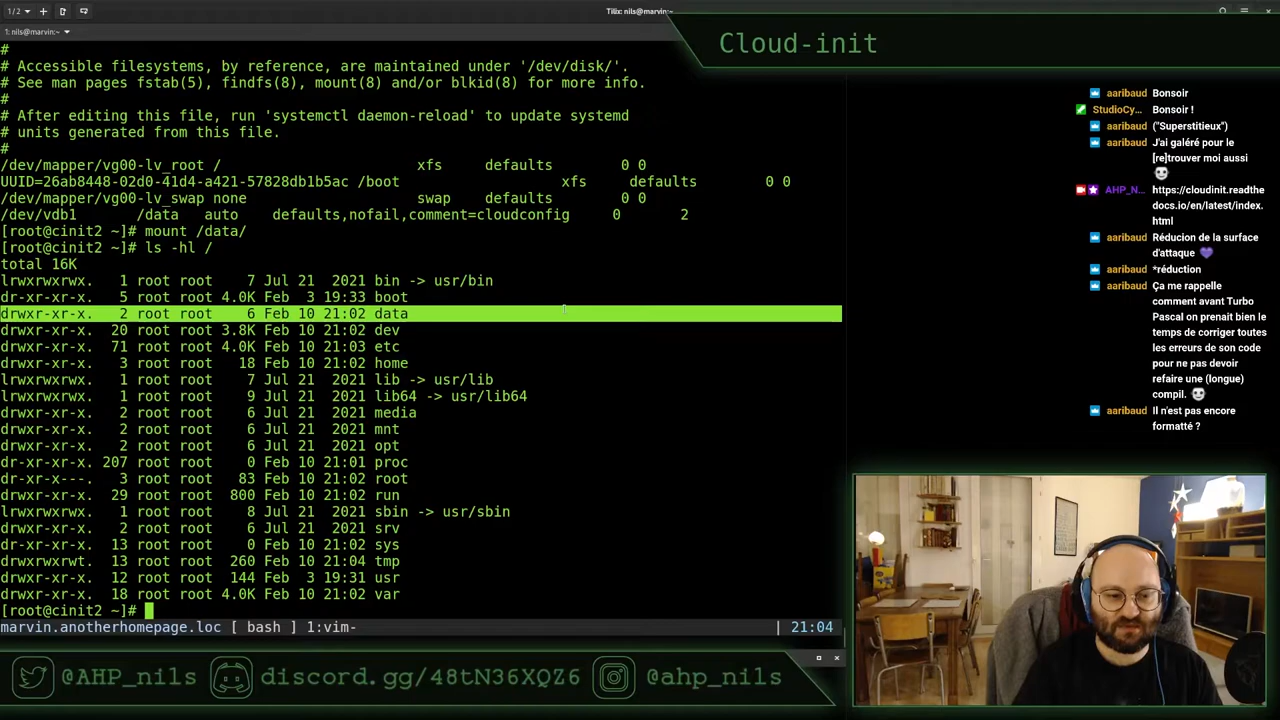 1 / 2
Tilix: nils@marvin:~
1: nils@marvin:~
Cloud-init
#
# Accessible filesystems, by reference, are maintained under '/dev/disk/'.
# See man pages fstab(5), findfs(8), mount(8) and/or blkid(8) for more info.
#
# After editing this file, run 'systemctl daemon-reload' to update systemd
# units generated from this file.
#
/dev/mapper/vg00-lv_root / xfs defaults 0 0
UUID=26ab8448-02d0-41d4-a421-57828db1b5ac /boot xfs defaults 0 0
/dev/mapper/vg00-lv_swap none swap defaults 0 0
/dev/vdb1 /data auto defaults,nofail,comment=cloudconfig 0 2
[root@cinit2 ~]# mount /data/
[root@cinit2 ~]# ls -hl /
total 16K
lrwxrwxrwx. 1 root root 7 Jul 21 2021 bin -> usr/bin
dr-xr-xr-x. 5 root root 4.0K Feb 3 19:33 boot
drwxr-xr-x. 2 root root 6 Feb 10 21:02 data
drwxr-xr-x. 20 root root 3.8K Feb 10 21:02 dev
drwxr-xr-x. 71 root root 4.0K Feb 10 21:03 etc
drwxr-xr-x. 3 root root 18 Feb 10 21:02 home
lrwxrwxrwx. 1 root root 7 Jul 21 2021 lib -> usr/lib
lrwxrwxrwx. 1 root root 9 Jul 21 2021 lib64 -> usr/lib64
drwxr-xr-x. 2 root root 6 Feb 10 21:02 media
drwxr-xr-x. 2 root root 6 Feb 10 21:02 mnt
drwxr-xr-x. 2 root root 6 Feb 10 21:02 opt
dr-xr-xr-x. 207 root root 0 Feb 10 21:01 proc
dr-xr-x---. 3 root root 83 Feb 10 21:02 root
drwxr-xr-x. 29 root root 800 Feb 10 21:02 run
lrwxrwxrwx. 1 root root 8 Jul 21 2021 sbin -> usr/sbin
drwxr-xr-x. 2 root root 6 Feb 10 21:02 srv
dr-xr-xr-x. 13 root root 0 Feb 10 21:02 sys
drwxrwxrwt. 13 root root 260 Feb 10 21:04 tmp
drwxr-xr-x. 12 root root 144 Feb 3 19:31 usr
drwxr-xr-x. 18 root root 4.0K Feb 10 21:02 var
[root@cinit2 ~]#
marvin.anotherhomepage.loc [ bash ] 1:vim- | 21:04
aaribaud Bonsoir
StudioCy... Bonsoir !
aaribaud ("Superstitieux")
aaribaud J'ai galéré pour le
[re]trouver moi aussi
💀
AHP_N... https://cloudinit.readthe
docs.io/en/latest/index.
html
aaribaud Réducion de la surface
d'attaque 💜
aaribaud *réduction
aaribaud Ça me rappelle
comment avant Turbo
Pascal on prenait bien le
temps de corriger toutes
les erreurs de son code
pour ne pas devoir
refaire une (longue)
compil. 💀
aaribaud Il n'est pas encore
formatté ?
@AHP_nils
discord.gg/48tN36XQZ6
@ahp_nils